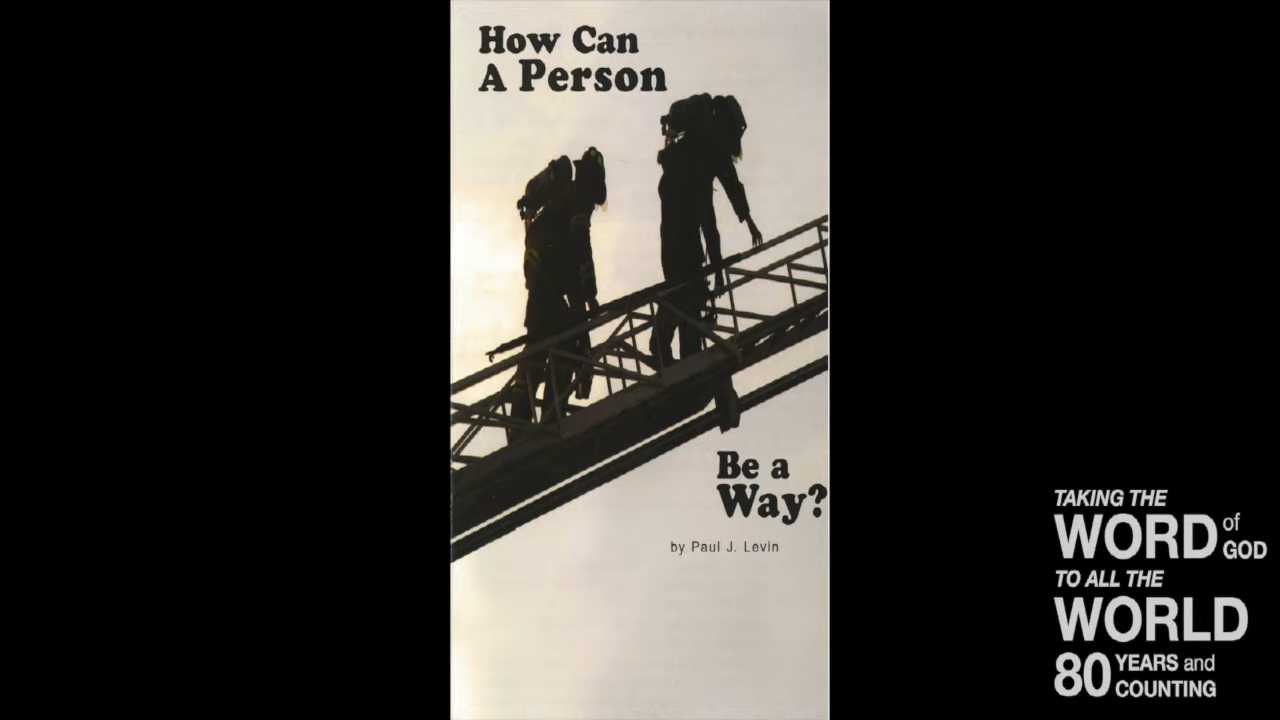 How Can
A Person
Be a
Way?
by Paul J. Levin
TAKING THE
WORD of GOD
TO ALL THE
WORLD
80 YEARS and COUNTING